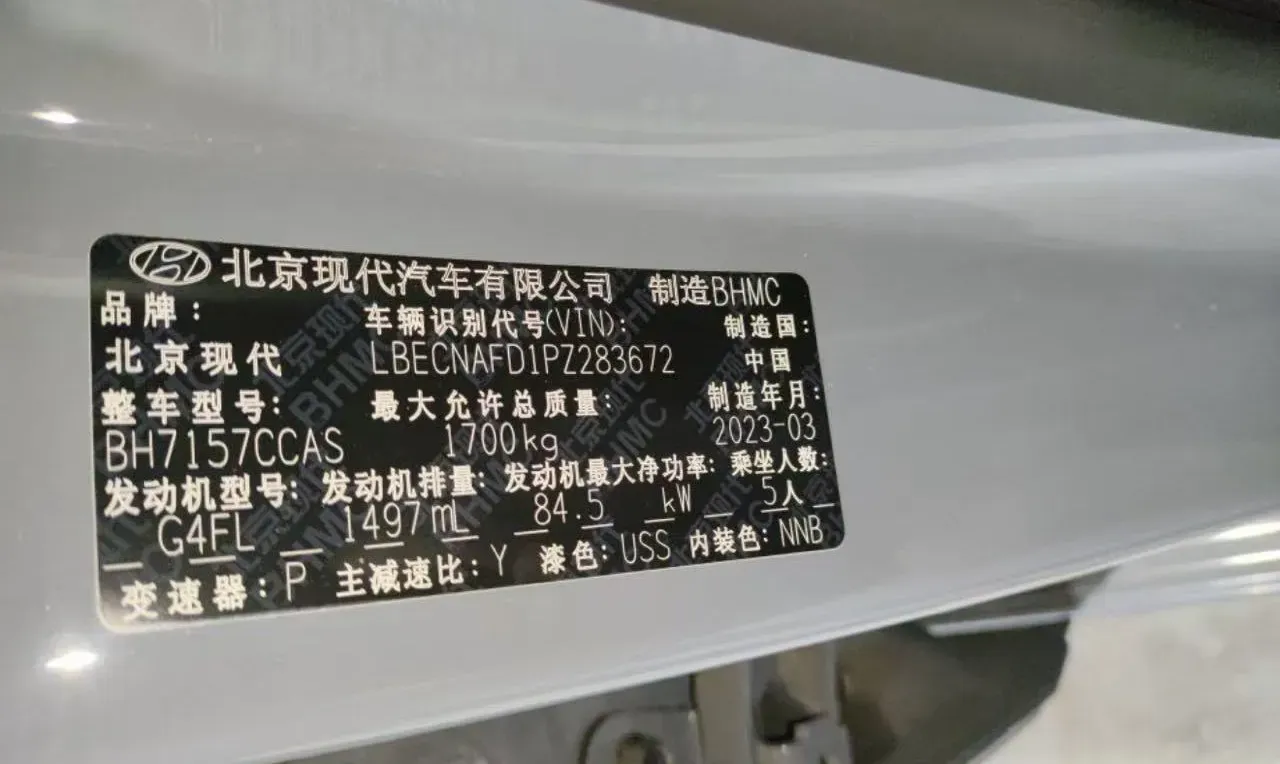 北京现代汽车有限公司 制造BHMC
品牌： 车辆识别代号(VIN)： 制造国：
北京现代 LBECNAFD1PZ283672 中国
整车型号： 最大允许总质量： 制造年月：
BH7157CCAS 1700kg 2023-03
发动机型号： 发动机排量： 发动机最大净功率： 乘坐人数：
G4FL 1497mL 84.5 kW 5人
变速器：P 主减速比：Y 漆色：USS 内装色：NNB